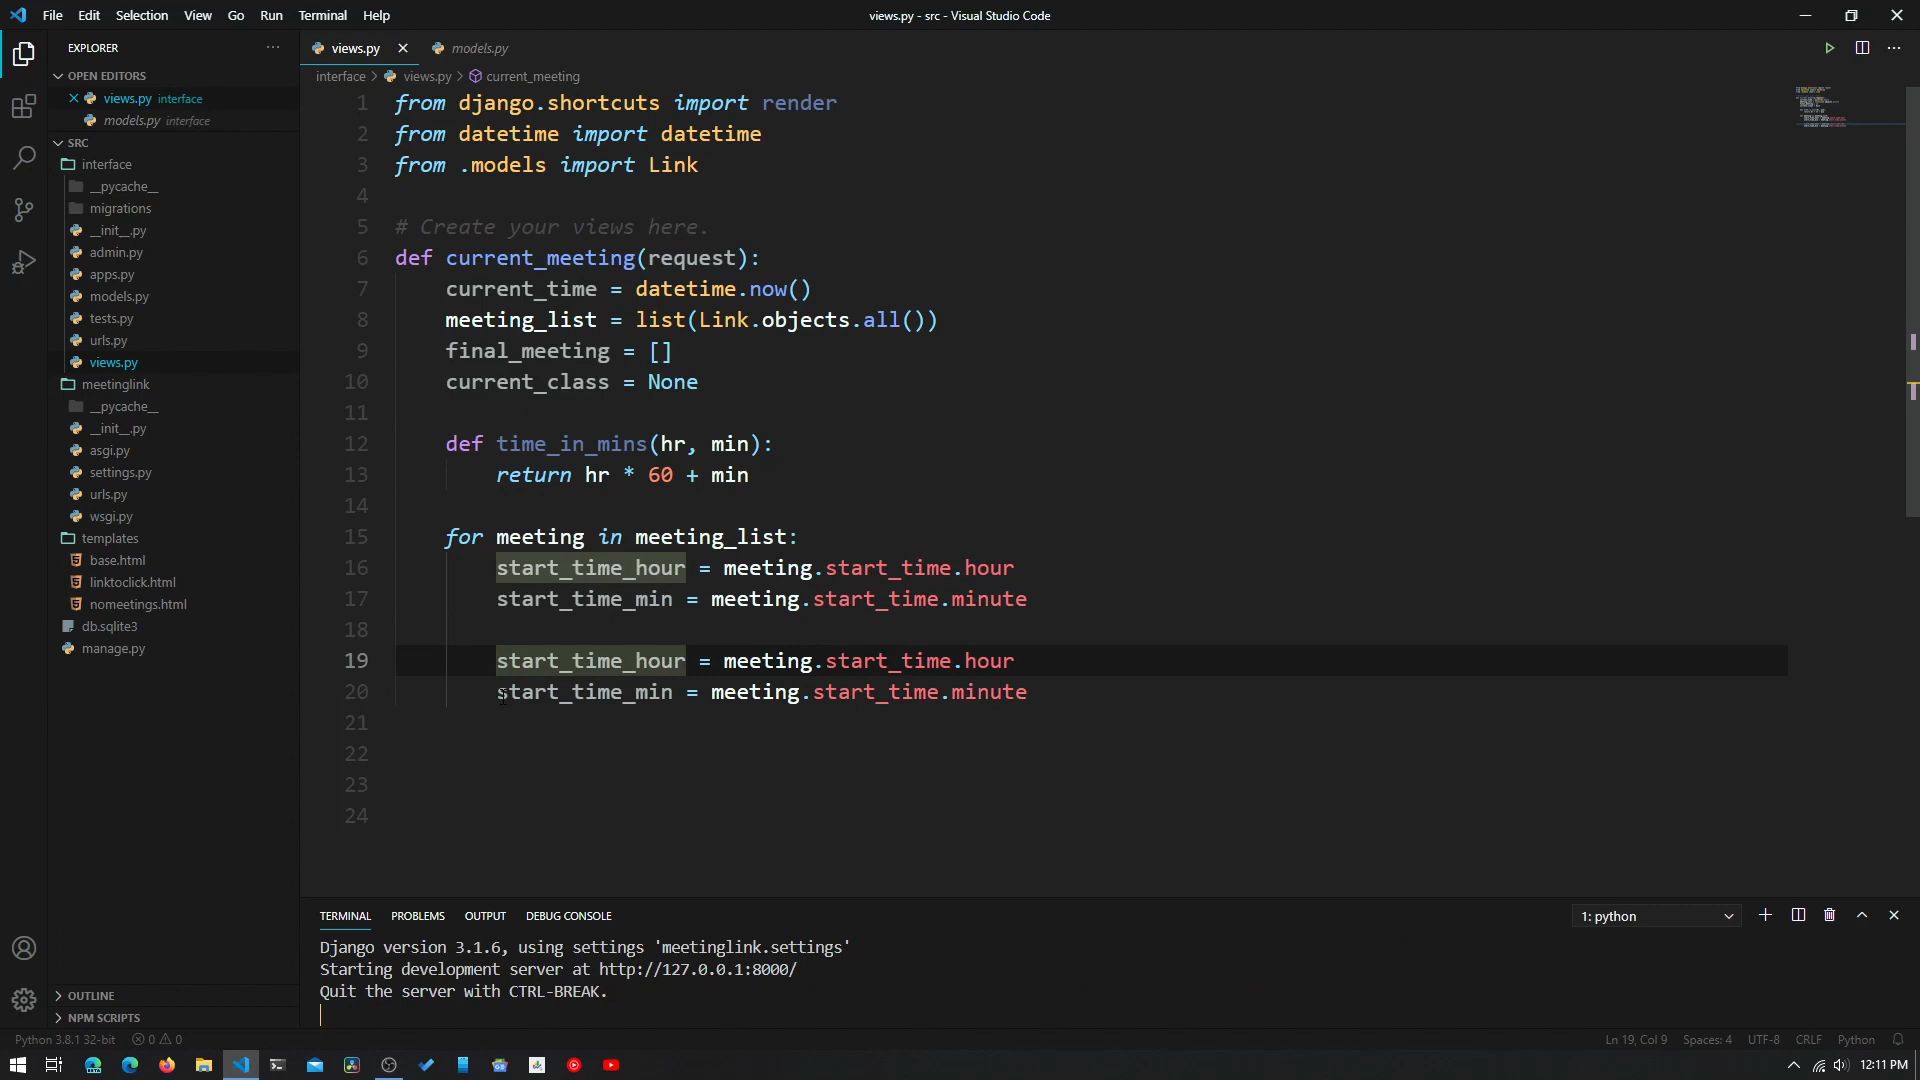 File Edit Selection View Go Run Terminal Help
views.py - src - Visual Studio Code
EXPLORER
OPEN EDITORS
views.py interface
models.py interface
SRC
interface
__pycache__
migrations
__init__.py
admin.py
apps.py
models.py
tests.py
urls.py
views.py
meetinglink
__pycache__
__init__.py
asgi.py
settings.py
urls.py
wsgi.py
templates
base.html
linktoclick.html
nomeetings.html
db.sqlite3
manage.py
OUTLINE
NPM SCRIPTS
views.py models.py
interface > views.py > current_meeting
1 from django.shortcuts import render
2 from datetime import datetime
3 from .models import Link
4
5 # Create your views here.
6 def current_meeting(request):
7 current_time = datetime.now()
8 meeting_list = list(Link.objects.all())
9 final_meeting = []
10 current_class = None
11
12 def time_in_mins(hr, min):
13 return hr * 60 + min
14
15 for meeting in meeting_list:
16 start_time_hour = meeting.start_time.hour
17 start_time_min = meeting.start_time.minute
18
19 start_time_hour = meeting.start_time.hour
20 start_time_min = meeting.start_time.minute
21
22
23
24
TERMINAL PROBLEMS OUTPUT DEBUG CONSOLE
1: python
Django version 3.1.6, using settings 'meetinglink.settings'
Starting development server at http://127.0.0.1:8000/
Quit the server with CTRL-BREAK.
Python 3.8.1 32-bit 0 0
Ln 19, Col 9 Spaces: 4 UTF-8 CRLF Python
12:11 PM